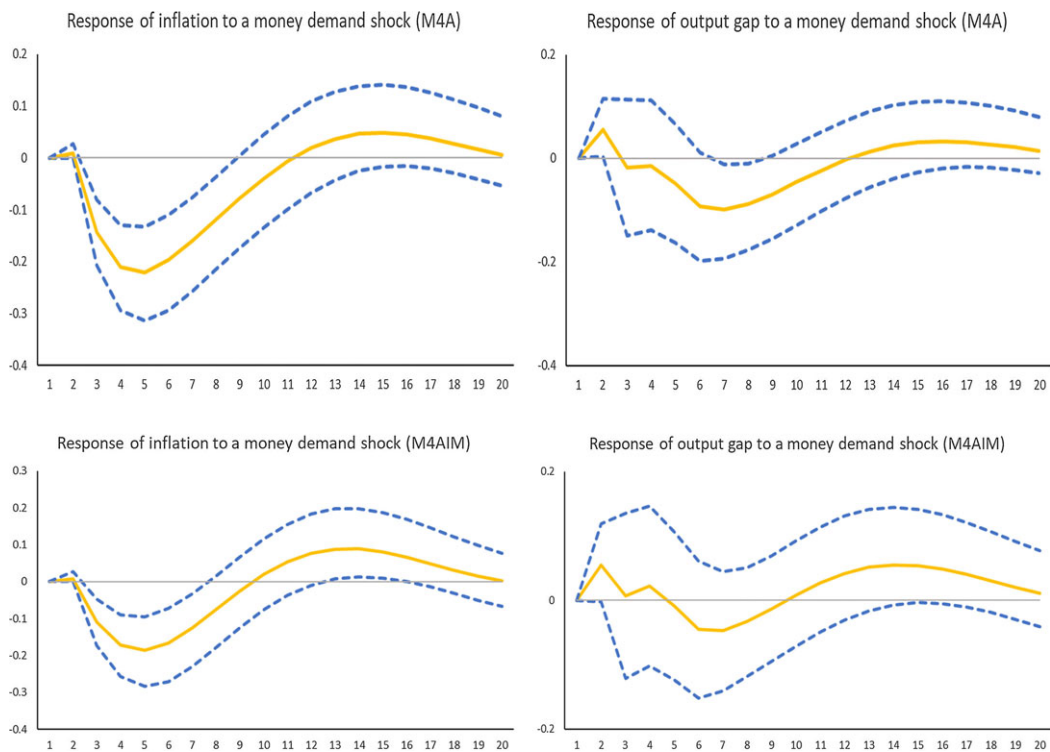 Response of inflation to a money demand shock (M4A)
0.2
0.1
0
-0.1
-0.2
-0.3
-0.4
1 2 3 4 5 6 7 8 9 10 11 12 13 14 15 16 17 18 19 20
Response of output gap to a money demand shock (M4A)
0.2
0
-0.2
-0.4
1 2 3 4 5 6 7 8 9 10 11 12 13 14 15 16 17 18 19 20
Response of inflation to a money demand shock (M4AIM)
0.3
0.2
0.1
0
-0.1
-0.2
-0.3
-0.4
1 2 3 4 5 6 7 8 9 10 11 12 13 14 15 16 17 18 19 20
Response of output gap to a money demand shock (M4AIM)
0.2
0
-0.2
1 2 3 4 5 6 7 8 9 10 11 12 13 14 15 16 17 18 19 20